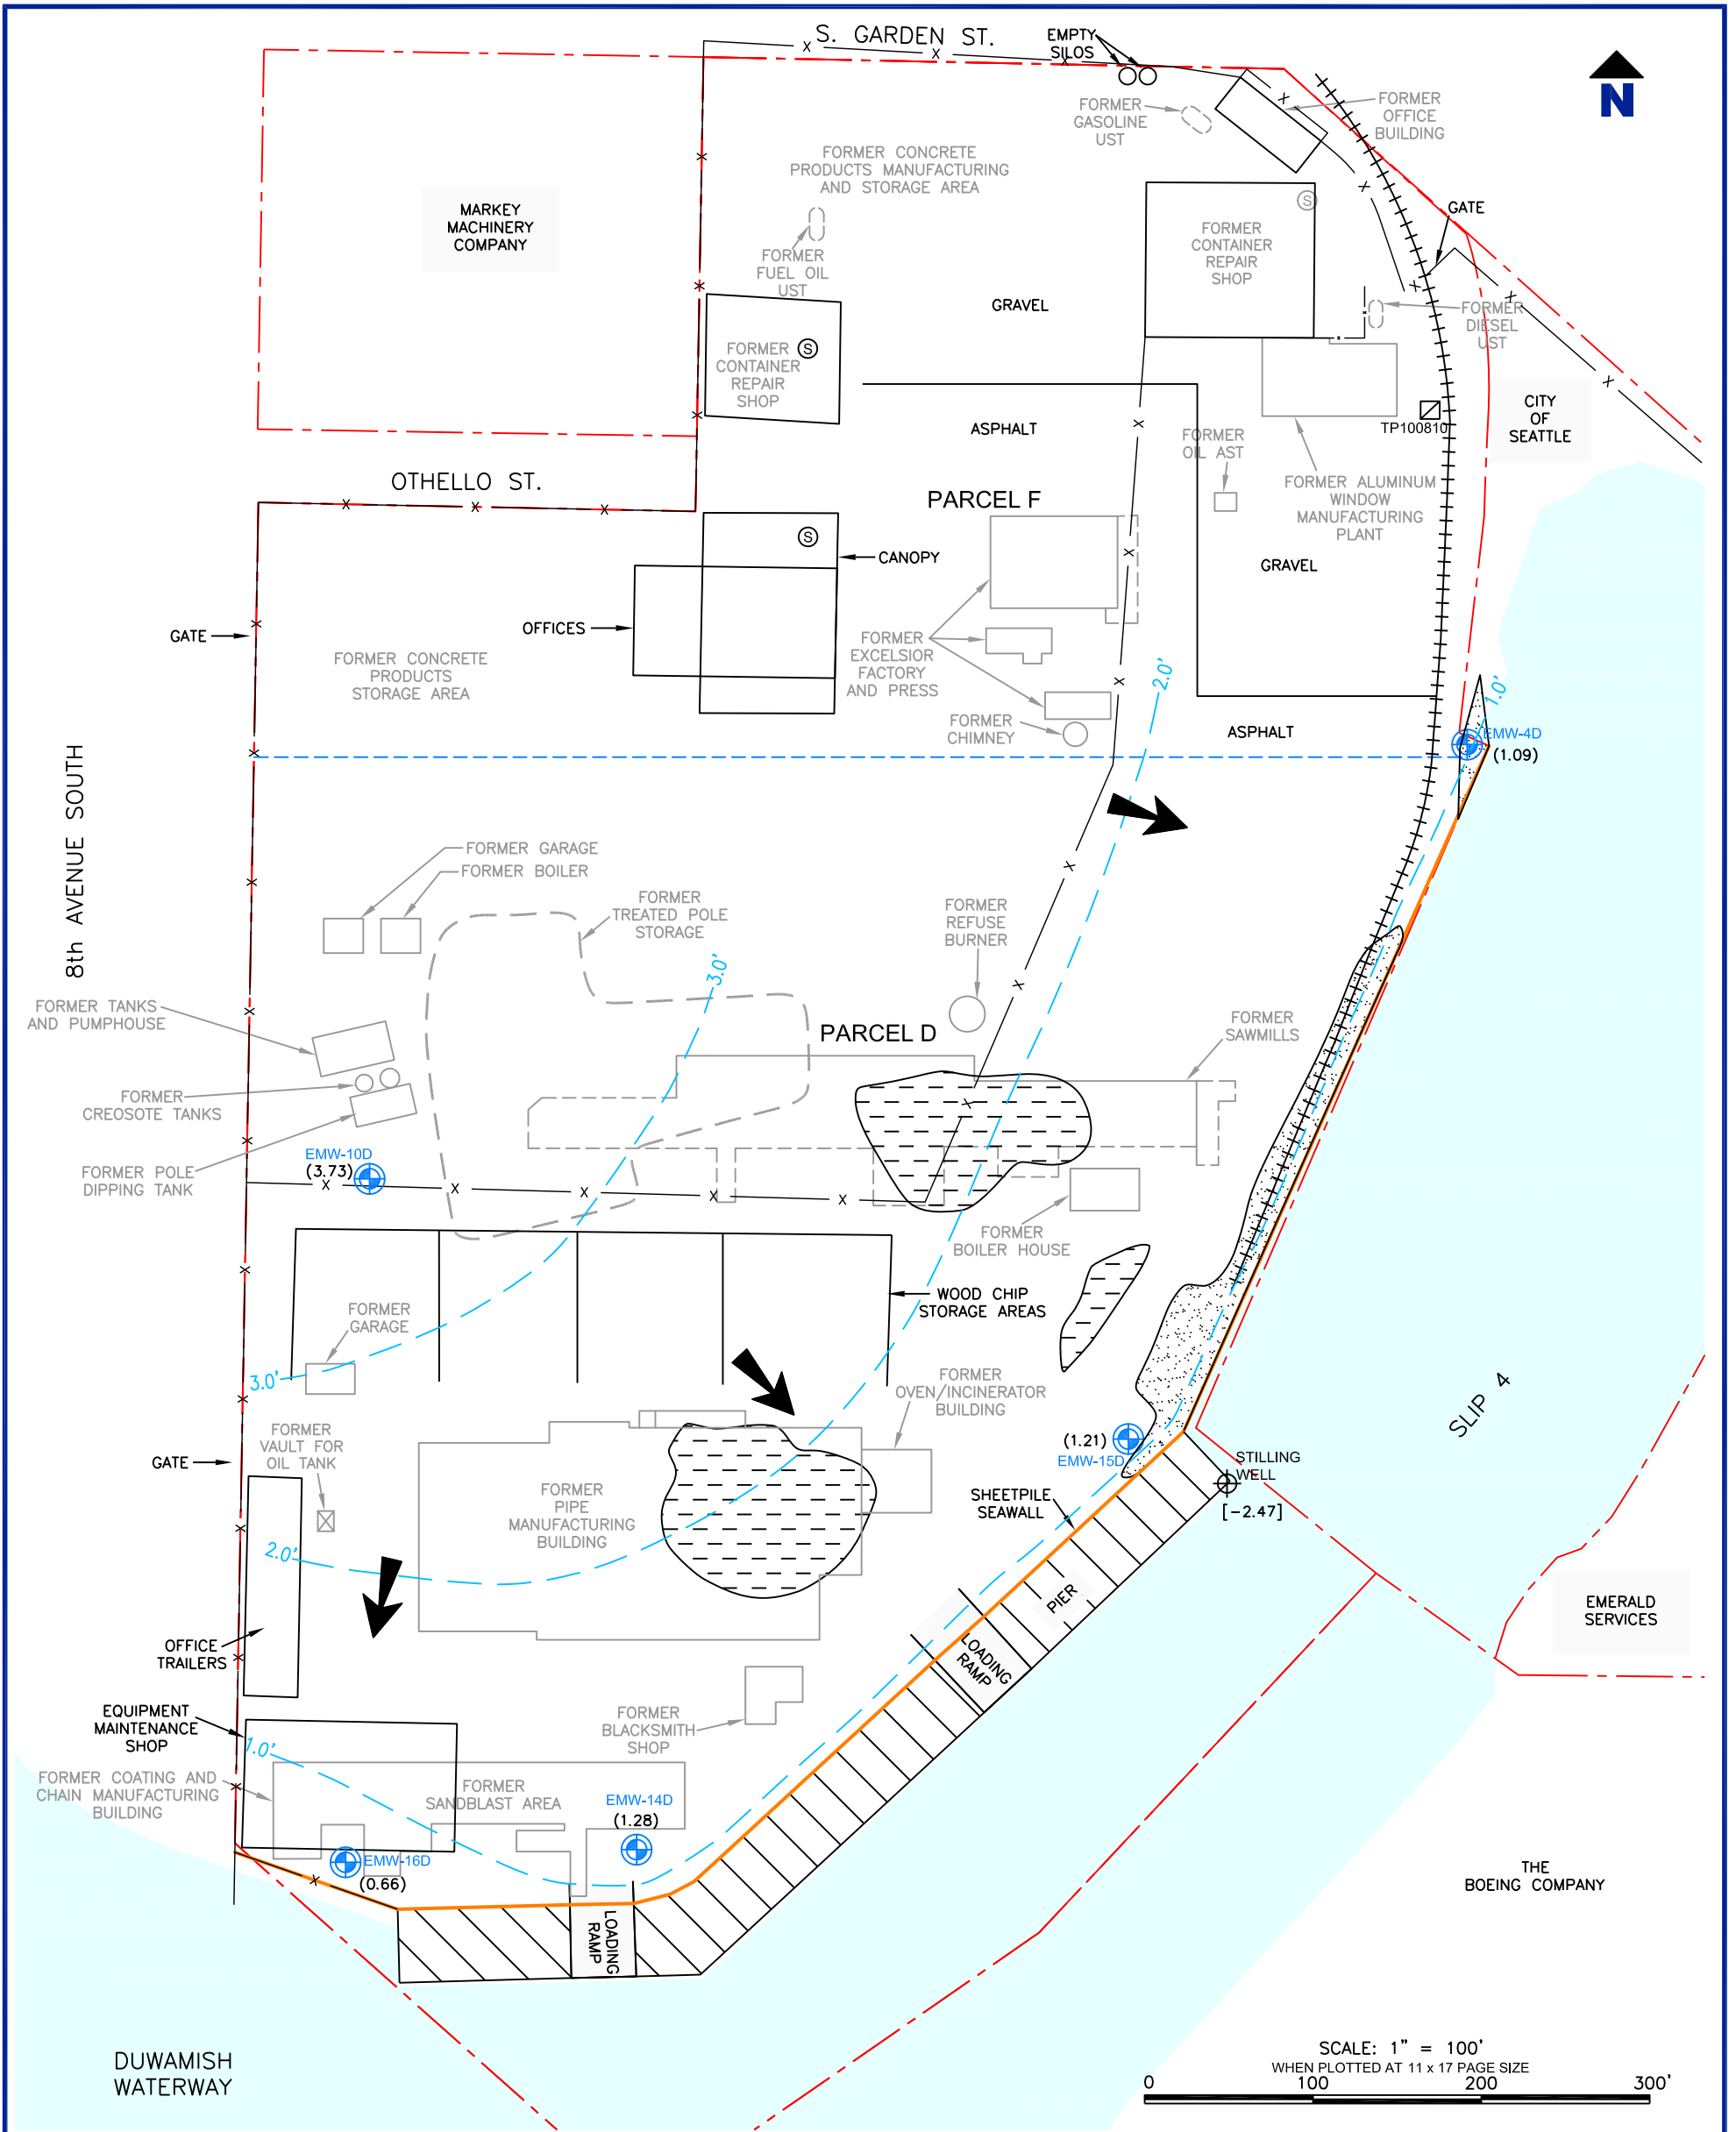 S. GARDEN ST.
EMPTY
SILOS
N
FORMER
GASOLINE
UST
FORMER
OFFICE
BUILDING
FORMER CONCRETE
PRODUCTS MANUFACTURING
AND STORAGE AREA
MARKEY
MACHINERY
COMPANY
GATE
FORMER
FUEL OIL
UST
FORMER
CONTAINER
REPAIR
SHOP
S
GRAVEL
FORMER
DIESEL
UST
FORMER
CONTAINER
REPAIR
SHOP
S
CITY
OF
SEATTLE
TP100810
ASPHALT
FORMER
OIL AST
OTHELLO ST.
PARCEL F
FORMER ALUMINUM
WINDOW
MANUFACTURING
PLANT
S
CANOPY
GRAVEL
GATE
OFFICES
FORMER
EXCELSIOR
FACTORY
AND PRESS
FORMER CONCRETE
PRODUCTS
STORAGE AREA
2.0'
1.0'
FORMER
CHIMNEY
ASPHALT
EMW-4D
(1.09)
8th AVENUE SOUTH
FORMER GARAGE
FORMER BOILER
FORMER
TREATED POLE
STORAGE
FORMER
REFUSE
BURNER
3.0'
FORMER TANKS
AND PUMPHOUSE
PARCEL D
FORMER
SAWMILLS
FORMER
CREOSOTE TANKS
EMW-10D
(3.73)
FORMER POLE
DIPPING TANK
FORMER
BOILER HOUSE
WOOD CHIP
STORAGE AREAS
FORMER
GARAGE
3.0'
FORMER
OVEN/INCINERATOR
BUILDING
SLIP 4
FORMER
VAULT FOR
OIL TANK
GATE
(1.21)
EMW-15D
STILLING
WELL
[-2.47]
FORMER
PIPE
MANUFACTURING
BUILDING
SHEETPILE
SEAWALL
2.0'
PIER
EMERALD
SERVICES
OFFICE
TRAILERS
LOADING
RAMP
EQUIPMENT
MAINTENANCE
SHOP
FORMER
BLACKSMITH
SHOP
1.0'
FORMER COATING AND
CHAIN MANUFACTURING
BUILDING
FORMER
SANDBLAST AREA
EMW-14D
(1.28)
EMW-16D
(0.66)
THE
BOEING COMPANY
LOADING
RAMP
DUWAMISH
WATERWAY
SCALE: 1" = 100'
WHEN PLOTTED AT 11 x 17 PAGE SIZE
0 100 200 300'